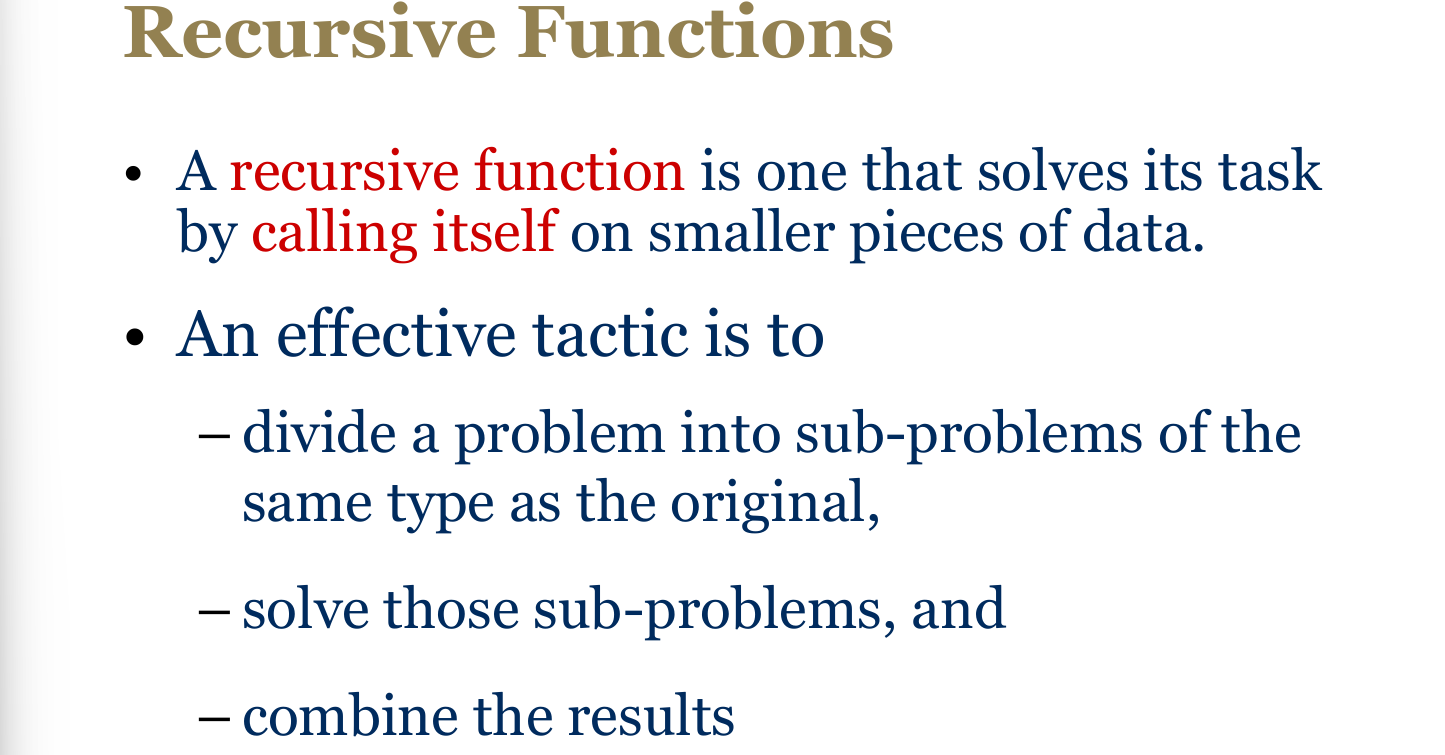 Recursive Functions
• A recursive function is one that solves its task
by calling itself on smaller pieces of data.
• An effective tactic is to
– divide a problem into sub-problems of the
same type as the original,
– solve those sub-problems, and
– combine the results